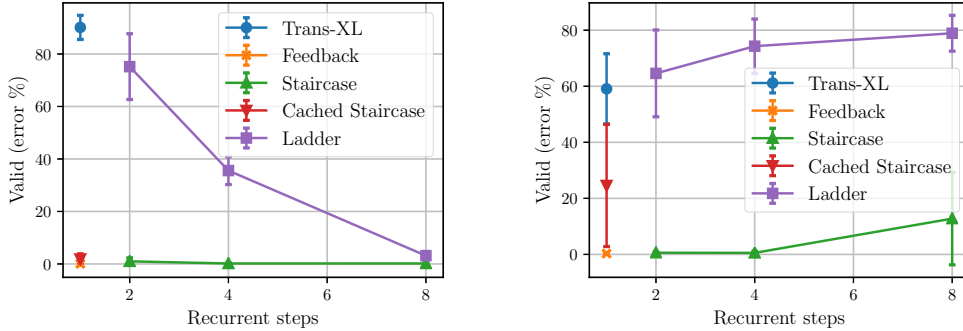 Valid (error %)
80
60
40
20
0
2
4
6
8
Recurrent steps
Trans-XL
Feedback
Staircase
Cached Staircase
Ladder
Valid (error %)
80
60
40
20
0
2
4
6
8
Recurrent steps
Trans-XL
Feedback
Staircase
Cached Staircase
Ladder